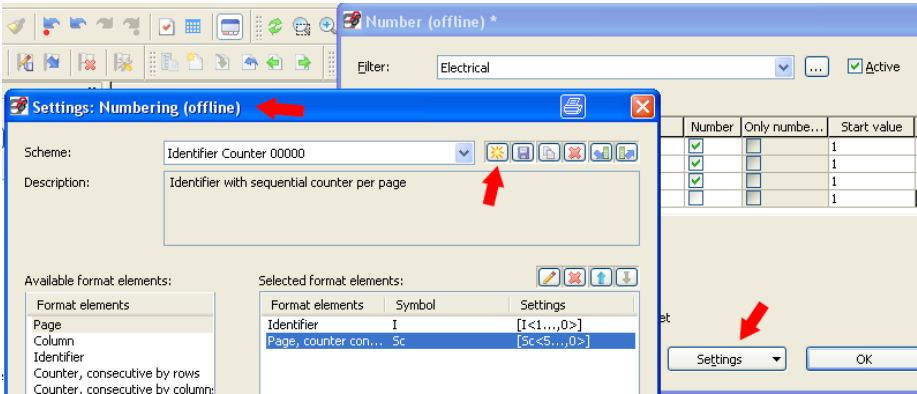 Number (offline) *
Filter:
Electrical
...
Active
Number
Only numbe...
Start value
1
1
1
1
Settings
OK
Settings: Numbering (offline)
Scheme:
Identifier Counter 00000
Description:
Identifier with sequential counter per page
Available format elements:
Format elements
Page
Column
Identifier
Counter, consecutive by rows
Counter, consecutive by column
Selected format elements:
Format elements Symbol Settings
Identifier I [I<1...,0>]
Page, counter con... Sc [Sc<5...,0>]